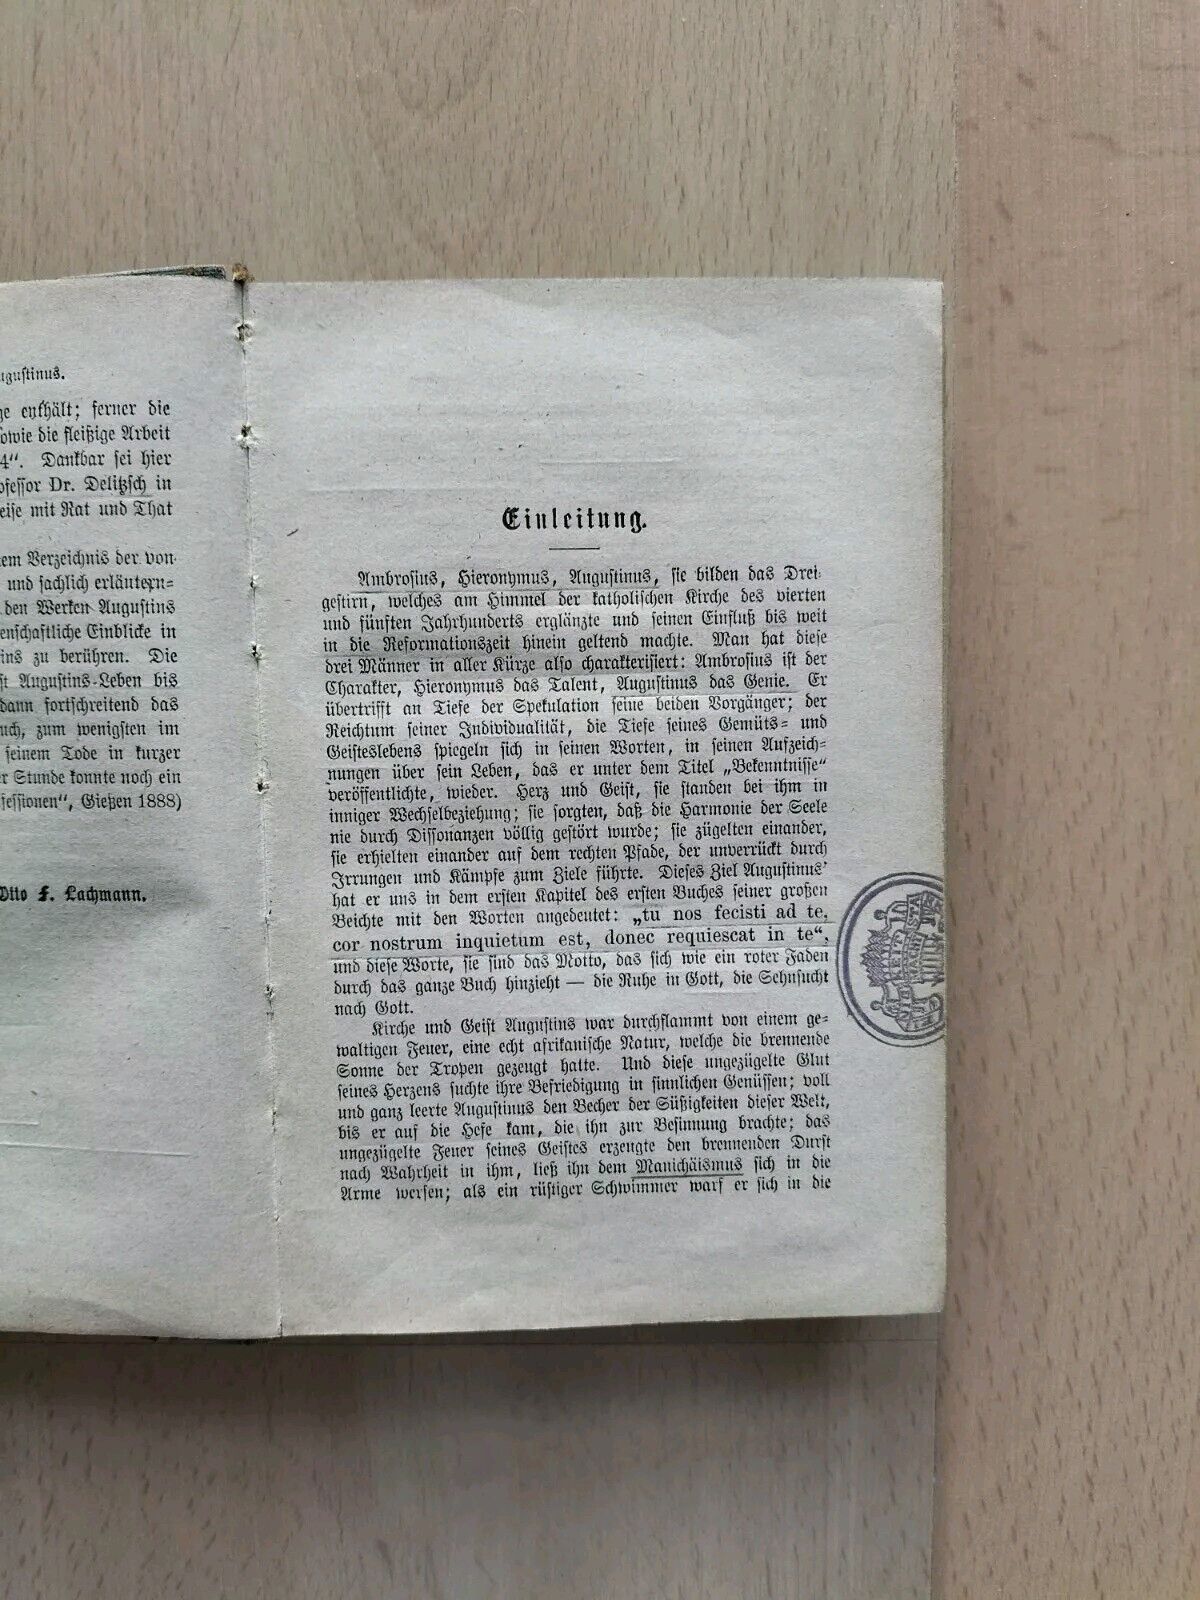 ugustinus.
ge enthält; ferner die
sowie die fleißige Arbeit
4“. Dankbar sei hier
ofessor Dr. Delitzsch in
eise mit Rat und That
em Verzeichnis der von
und sachlich erläutern=
den Werken Augustins
enschaftliche Einblicke in
ins zu berühren. Die
st Augustins Leben bis
dann fortschreitend das
uch, zum wenigsten im
seinem Tode in kurzer
r Stunde konnte noch ein
fessionen“, Gießen 1888)
Otto F. Lachmann.
Einleitung.
Ambrosius, Hieronymus, Augustinus, sie bilden das Drei-
gestirn, welches am Himmel der katholischen Kirche des vierten
und fünften Jahrhunderts erglänzte und seinen Einfluß bis weit
in die Reformationszeit hinein geltend machte. Man hat diese
drei Männer in aller Kürze also charakterisiert: Ambrosius ist der
Charakter, Hieronymus das Talent, Augustinus das Genie. Er
übertrifft an Tiefe der Spekulation seine beiden Vorgänger; der
Reichtum seiner Individualität, die Tiefe seines Gemüts= und
Geisteslebens spiegeln sich in seinen Worten, in seinen Aufzeich=
nungen über sein Leben, das er unter dem Titel „Bekenntnisse“
veröffentlichte, wieder. Herz und Geist, sie standen bei ihm in
inniger Wechselbeziehung; sie sorgten, daß die Harmonie der Seele
nie durch Dissonanzen völlig gestört wurde; sie zügelten einander,
sie erhielten einander auf dem rechten Pfade, der unverrückt durch
Irrungen und Kämpfe zum Ziele führte. Dieses Ziel Augustinus'
hat er uns in dem ersten Kapitel des ersten Buches seiner großen
Beichte mit den Worten angedeutet: „tu nos fecisti ad te,
cor nostrum inquietum est, donec requiescat in te“,
und diese Worte, sie sind das Motto, das sich wie ein roter Faden
durch das ganze Buch hinzieht — die Ruhe in Gott, die Sehnsucht
nach Gott.
Kirche und Geist Augustins war durchflammt von einem ge=
waltigen Feuer, eine echt afrikanische Natur, welche die brennende
Sonne der Tropen gezeugt hatte. Und diese ungezügelte Glut
seines Herzens suchte ihre Befriedigung in sinnlichen Genüssen; voll
und ganz leerte Augustinus den Becher der Süßigkeiten dieser Welt,
bis er auf die Hefe kam, die ihn zur Besinnung brachte; das
ungezügelte Feuer seines Geistes erzeugte den brennenden Durst
nach Wahrheit in ihm, ließ ihn dem Manichäismus sich in die
Arme werfen; als ein rüstiger Schwimmer warf er sich in die